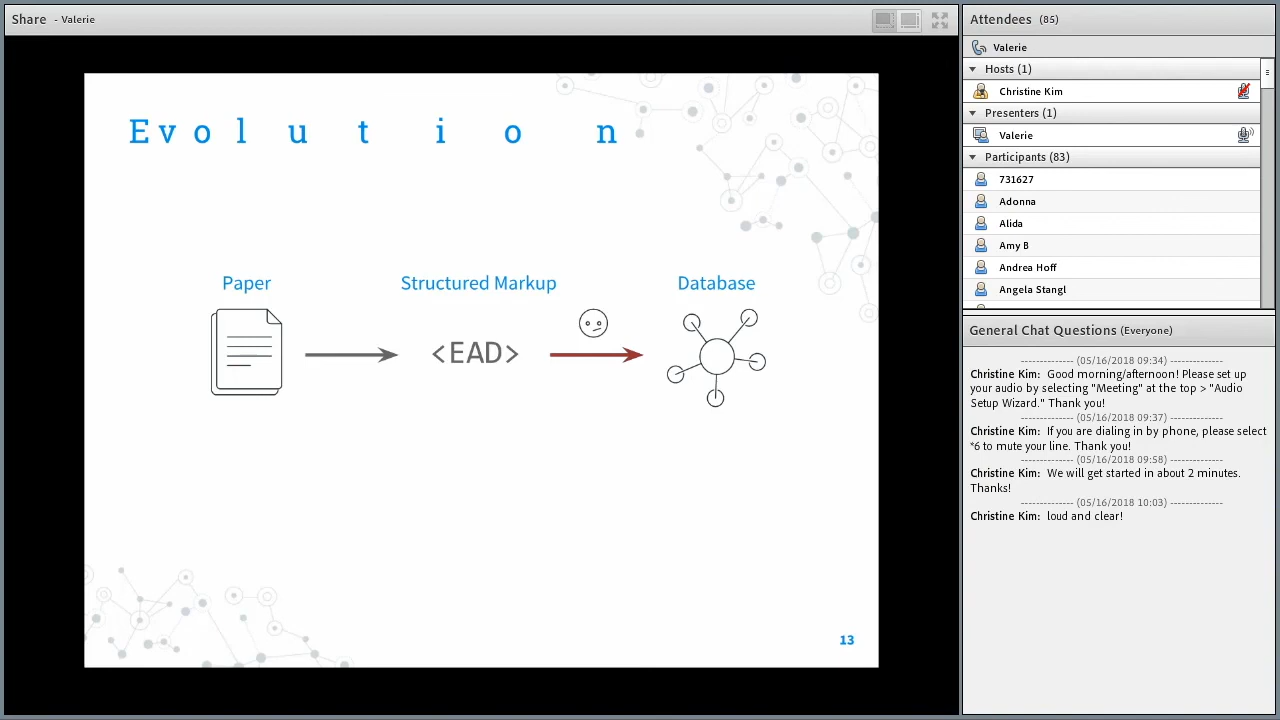 Share - Valerie
E v o l u t i o n
Paper
Structured Markup
Database
<EAD>
13
Attendees (85)
Valerie
Hosts (1)
Christine Kim
Presenters (1)
Valerie
Participants (83)
731627
Adonna
Alida
Amy B
Andrea Hoff
Angela Stangl
General Chat Questions (Everyone)
------------- (05/16/2018 09:34) -------------
Christine Kim: Good morning/afternoon! Please set up
your audio by selecting "Meeting" at the top > "Audio
Setup Wizard." Thank you!
------------- (05/16/2018 09:37) -------------
Christine Kim: If you are dialing in by phone, please select
*6 to mute your line. Thank you!
------------- (05/16/2018 09:58) -------------
Christine Kim: We will get started in about 2 minutes.
Thanks!
------------- (05/16/2018 10:03) -------------
Christine Kim: loud and clear!